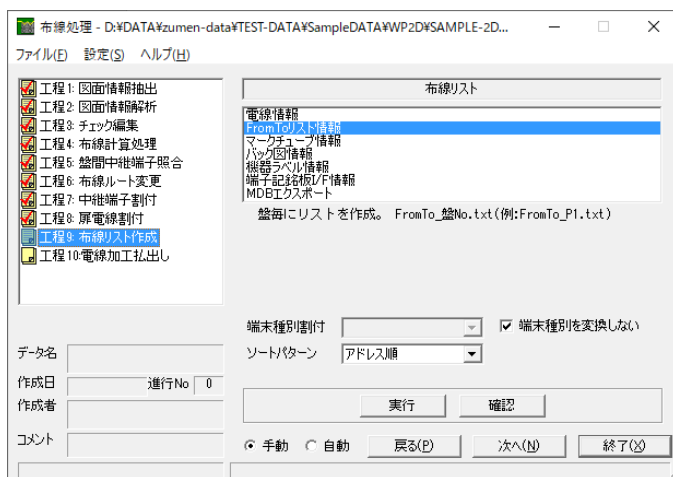 布線処理 - D:¥DATA¥zumen-data¥TEST-DATA¥SampleDATA¥WP2D¥SAMPLE-2D...
ファイル(F) 設定(S) ヘルプ(H)
工程1: 図面情報抽出
工程2: 図面情報解析
工程3: チェック編集
工程4: 布線計算処理
工程5: 盤間中継端子照合
工程6: 布線ルート変更
工程7: 中継端子割付
工程8: 扉電線割付
工程9: 布線リスト作成
工程10:電線加工払出し
布線リスト
電線情報
FromToリスト情報
マークチューブ情報
バック図情報
機器ラベル情報
端子記銘板I/F情報
MDBエクスポート
盤毎にリストを作成。 FromTo_盤No.txt(例:FromTo_P1.txt)
端末種別割付
端末種別を変換しない
ソートパターン アドレス順
データ名
作成日 進行No 0
作成者
コメント
実行 確認
手動 自動 戻る(P) 次へ(N) 終了(X)